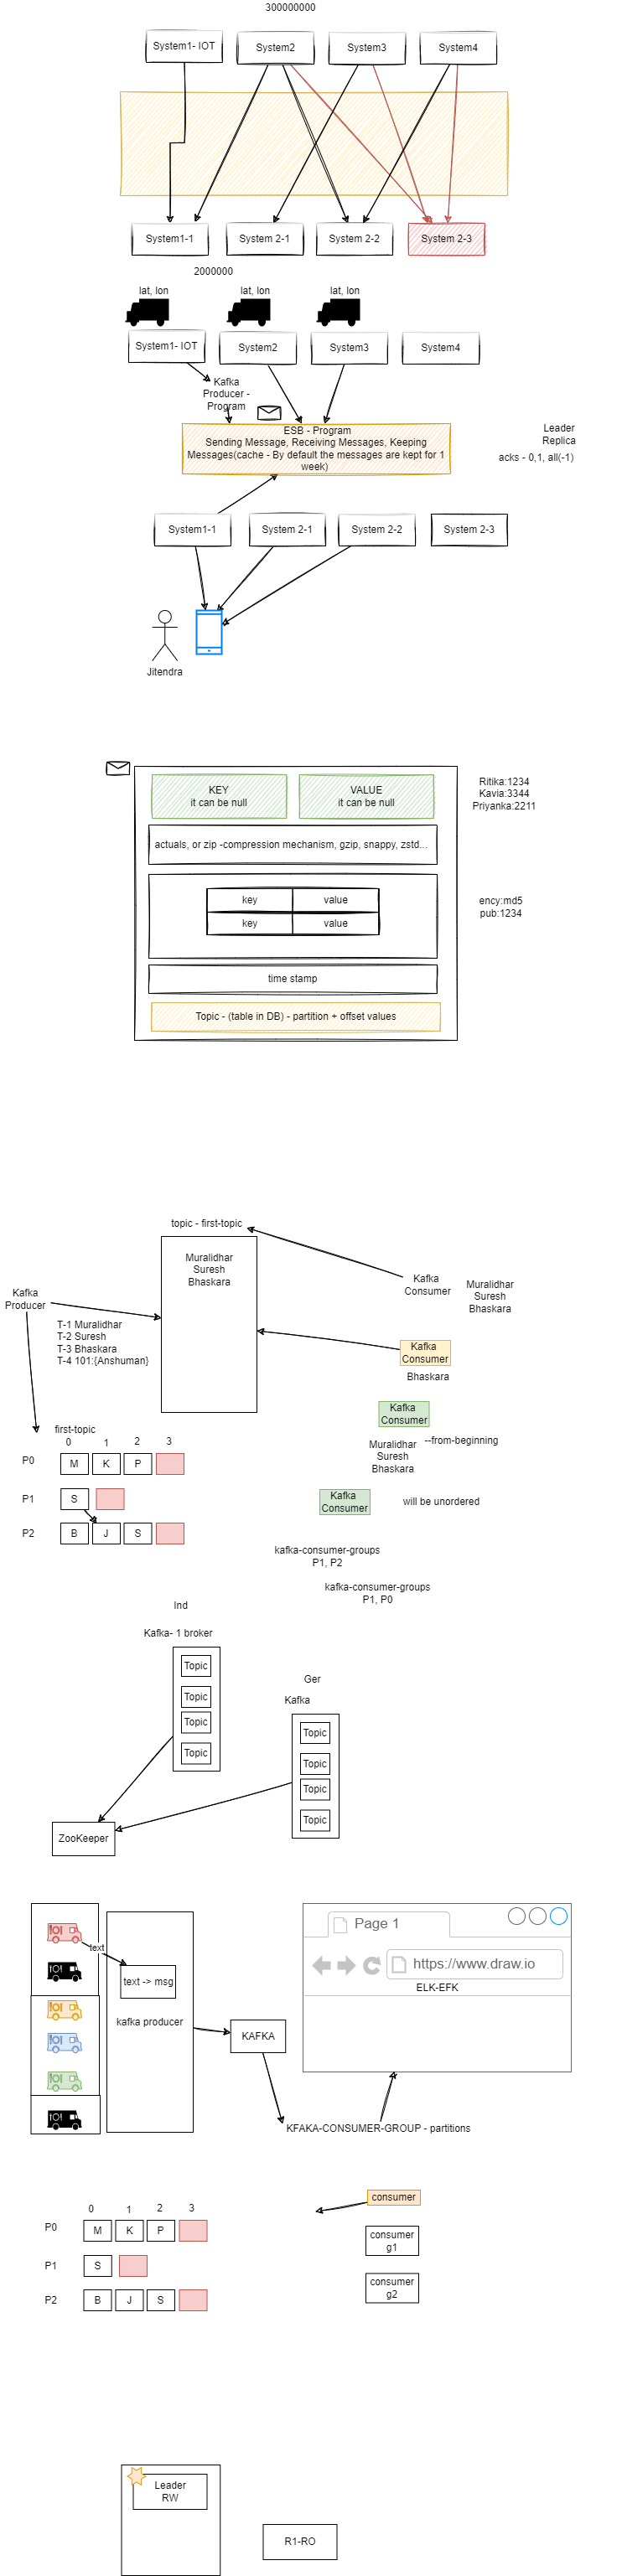 300000000
System1- IOT
System2
System3
System4
System1-1
System 2-1
System 2-2
System 2-3
2000000
lat, lon
lat, lon
lat, lon
System1- IOT
System2
System3
System4
Kafka
Producer -
Program
ESB - Program
Sending Message, Receiving Messages, Keeping
Messages(cache - By default the messages are kept for 1
week)
Leader
Replica
acks - 0,1, all(-1)
System1-1
System 2-1
System 2-2
System 2-3
Jitendra
KEY
it can be null
VALUE
it can be null
Ritika:1234
Kavia:3344
Priyanka:2211
actuals, or zip -compression mechanism, gzip, snappy, zstd...
key
value
key
value
ency:md5
pub:1234
time stamp
Topic - (table in DB) - partition + offset values
topic - first-topic
Muralidhar
Suresh
Bhaskara
Kafka
Producer
Kafka
Consumer
Muralidhar
Suresh
Bhaskara
T-1 Muralidhar
T-2 Suresh
T-3 Bhaskara
T-4 101:{Anshuman}
Kafka
Consumer
Bhaskara
Kafka
Consumer
first-topic
0
1
2
3
--from-beginning
Muralidhar
Suresh
Bhaskara
P0
M
K
P
P1
S
Kafka
Consumer
will be unordered
P2
B
J
S
kafka-consumer-groups
P1, P2
kafka-consumer-groups
P1, P0
Ind
Kafka- 1 broker
Topic
Topic
Topic
Topic
Ger
Kafka
Topic
Topic
Topic
Topic
ZooKeeper
Page 1
https://www.draw.io
ELK-EFK
text
text -> msg
kafka producer
KAFKA
KFAKA-CONSUMER-GROUP - partitions
consumer
0
1
2
3
P0
M
K
P
consumer
g1
P1
S
consumer
g2
P2
B
J
S
Leader
RW
R1-RO